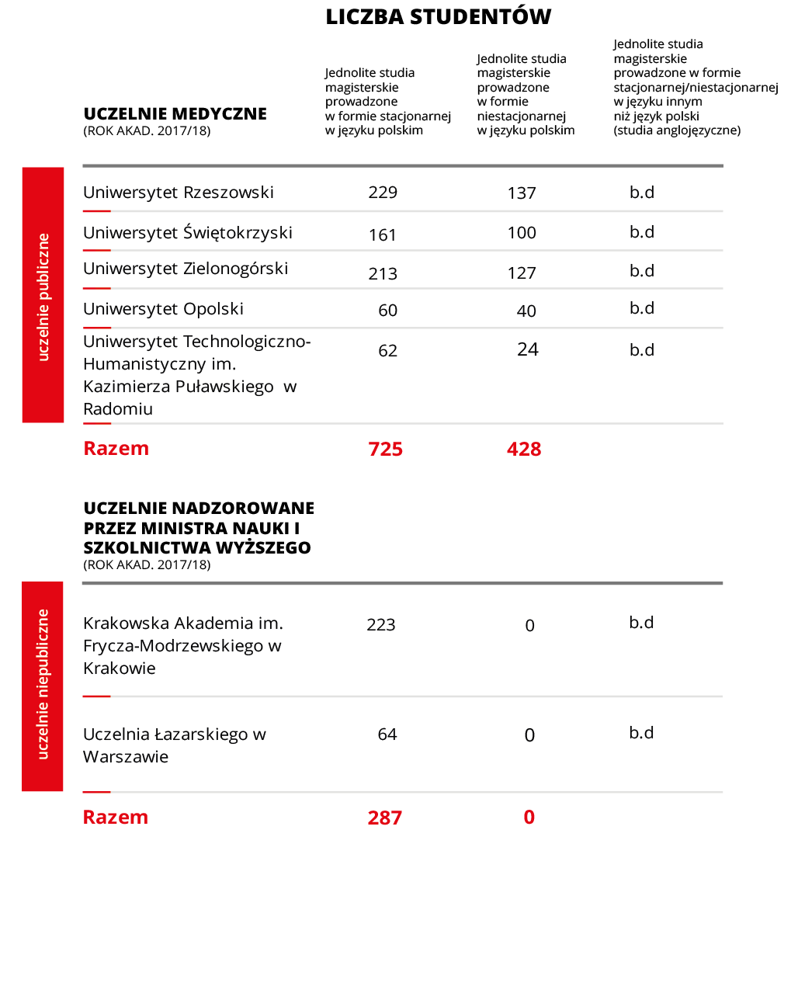 LICZBA STUDENTÓW
UCZELNIE MEDYCZNE
(ROK AKAD. 2017/18)
Jednolite studia
magisterskie
prowadzone
w formie stacjonarnej
w języku polskim
Jednolite studia
magisterskie
prowadzone
w formie
niestacjonarnej
w języku polskim
Jednolite studia
magisterskie
prowadzone w formie
stacjonarnej/niestacjonarnej
w języku innym
niż język polski
(studia anglojęzyczne)
uczelnie publiczne
Uniwersytet Rzeszowski 229 137 b.d
Uniwersytet Świętokrzyski 161 100 b.d
Uniwersytet Zielonogórski 213 127 b.d
Uniwersytet Opolski 60 40 b.d
Uniwersytet Technologiczno- 62 24 b.d
Humanistyczny im.
Kazimierza Puławskiego w
Radomiu
Razem 725 428
UCZELNIE NADZOROWANE
PRZEZ MINISTRA NAUKI I
SZKOLNICTWA WYŻSZEGO
(ROK AKAD. 2017/18)
uczelnie niepubliczne
Krakowska Akademia im. 223 0 b.d
Frycza-Modrzewskiego w
Krakowie
Uczelnia Łazarskiego w 64 0 b.d
Warszawie
Razem 287 0